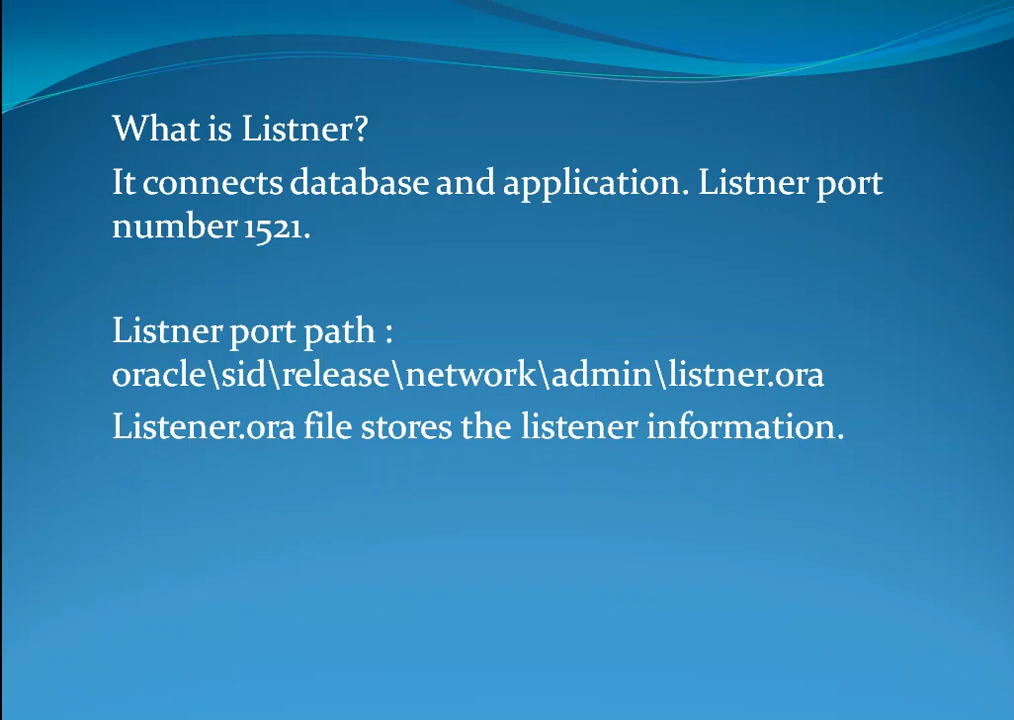 What is Listner?
It connects database and application. Listner port
number 1521.
Listner port path :
oracle\sid\release\network\admin\listner.ora
Listener.ora file stores the listener information.